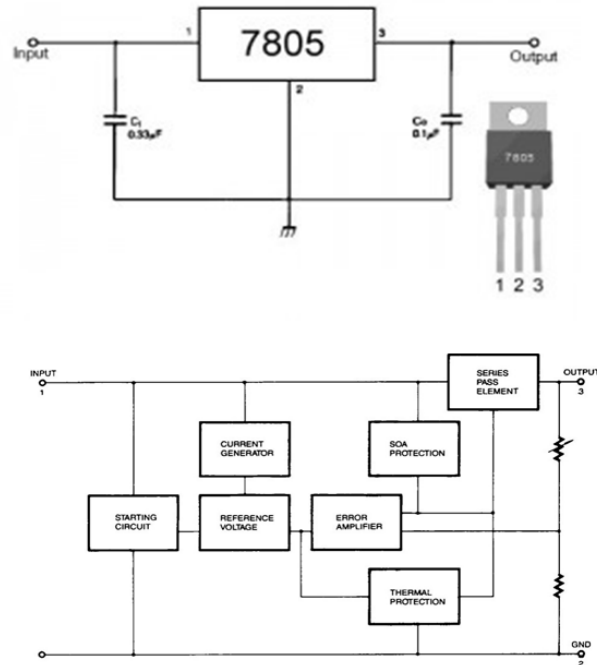 1
7805
3
Input
2
Output
C₁
0.33µF
Co
0.1µF
7805
1 2 3
INPUT
1
SERIES
PASS
ELEMENT
OUTPUT
3
CURRENT
GENERATOR
SOA
PROTECTION
STARTING
CIRCUIT
REFERENCE
VOLTAGE
ERROR
AMPLIFIER
THERMAL
PROTECTION
GND
2